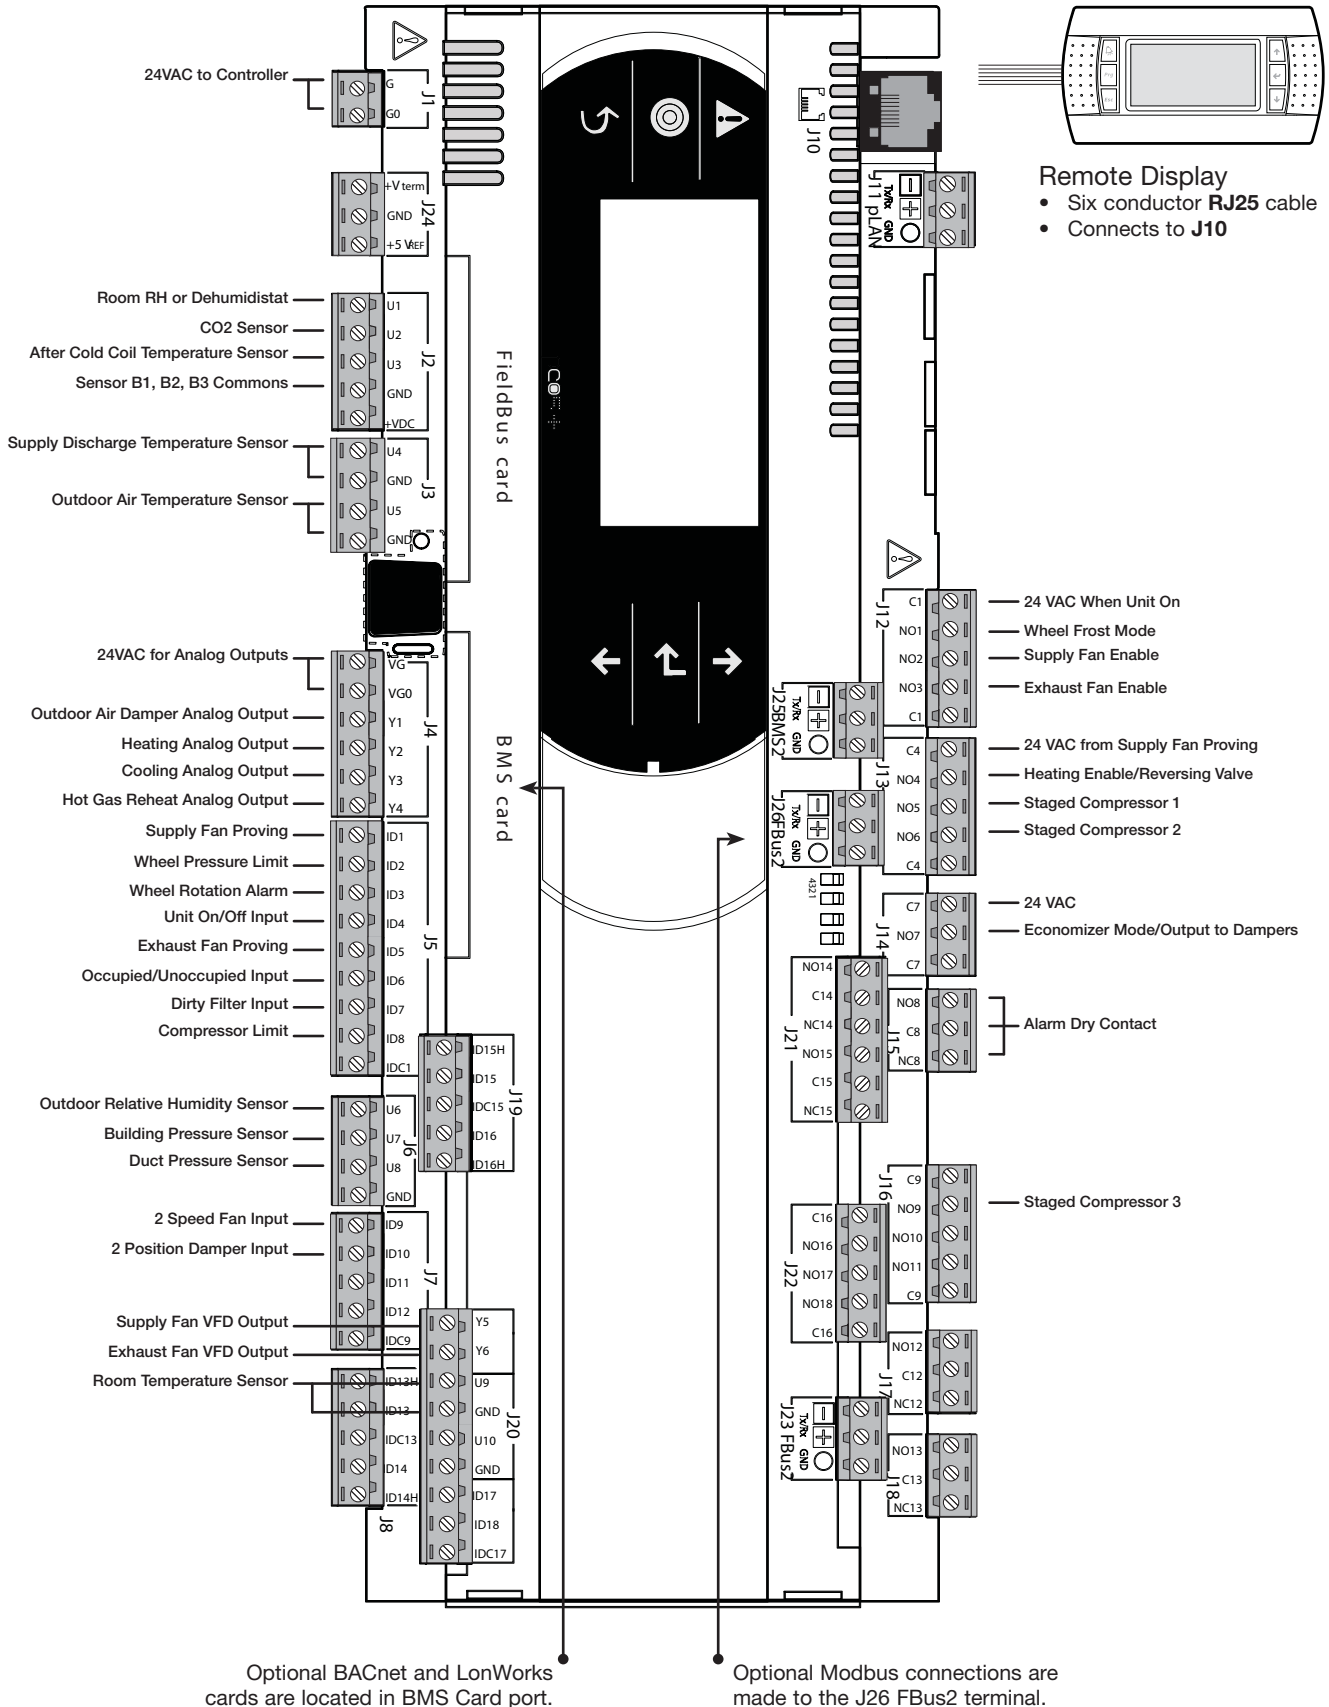 24VAC to Controller
G
G0
J1
+V term
GND
+5 VREF
J24
Room RH or Dehumidistat
CO2 Sensor
After Cold Coil Temperature Sensor
Sensor B1, B2, B3 Commons
U1
U2
U3
GND
+VDC
J2
Supply Discharge Temperature Sensor
Outdoor Air Temperature Sensor
U4
GND
U5
GND
J3
FieldBus card
24VAC for Analog Outputs
Outdoor Air Damper Analog Output
Heating Analog Output
Cooling Analog Output
Hot Gas Reheat Analog Output
VG
VG0
Y1
Y2
Y3
Y4
J4
BMS card
Supply Fan Proving
Wheel Pressure Limit
Wheel Rotation Alarm
Unit On/Off Input
Exhaust Fan Proving
Occupied/Unoccupied Input
Dirty Filter Input
Compressor Limit
ID1
ID2
ID3
ID4
ID5
ID6
ID7
ID8
IDC1
J5
ID15H
ID15
IDC15
ID16
ID16H
J19
Outdoor Relative Humidity Sensor
Building Pressure Sensor
Duct Pressure Sensor
U6
U7
U8
GND
J6
2 Speed Fan Input
2 Position Damper Input
ID9
ID10
ID11
ID12
IDC9
J7
Supply Fan VFD Output
Exhaust Fan VFD Output
Room Temperature Sensor
ID13H
ID13
IDC13
ID14
ID14H
J8
Y5
Y6
U9
GND
U10
GND
ID17
ID18
IDC17
J20
J10
J11 pLAN
Tx/Rx
GND
Prg
Esc
Remote Display
• Six conductor RJ25 cable
• Connects to J10
J12
C1
NO1
NO2
NO3
C1
24 VAC When Unit On
Wheel Frost Mode
Supply Fan Enable
Exhaust Fan Enable
J25BMS2
Tx/Rx
GND
J13
C4
NO4
NO5
NO6
C4
24 VAC from Supply Fan Proving
Heating Enable/Reversing Valve
Staged Compressor 1
Staged Compressor 2
J26FBus2
Tx/Rx
GND
4321
J14
C7
NO7
C7
24 VAC
Economizer Mode/Output to Dampers
J21
NO14
C14
NC14
NO15
C15
NC15
J15
NO8
C8
NC8
Alarm Dry Contact
J16
C9
NO9
NO10
NO11
C9
Staged Compressor 3
J22
C16
NO16
NO17
NO18
C16
J17
NO12
C12
NC12
J23 FBus2
Tx/Rx
GND
J18
NO13
C13
NC13
Optional BACnet and LonWorks
cards are located in BMS Card port.
Optional Modbus connections are
made to the J26 FBus2 terminal.